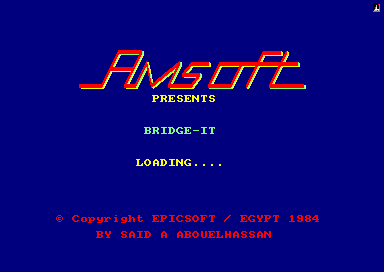 AMSOFT
PRESENTS
BRIDGE-IT
LOADING....
© Copyright EPICSOFT / EGYPT 1984
BY SAID A ABOUELHASSAN